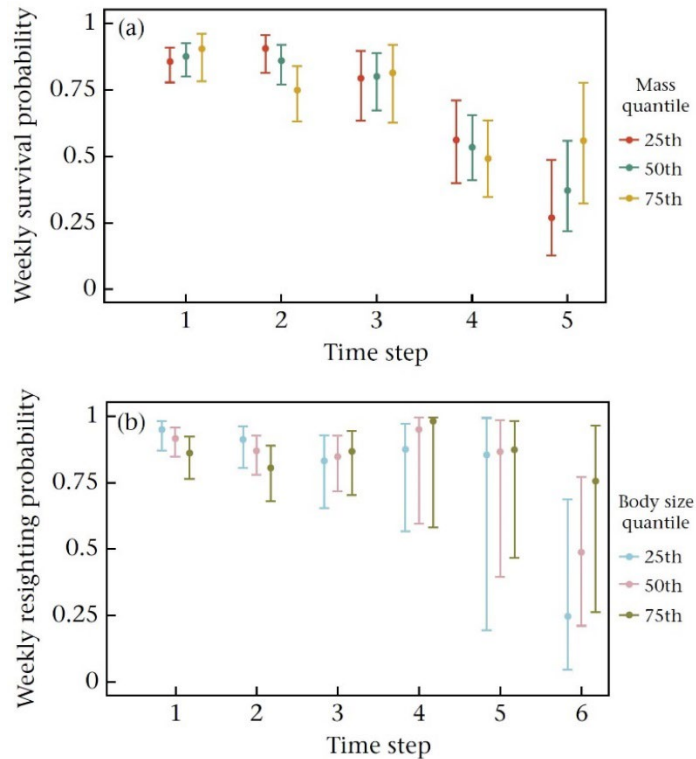 (a)
Weekly survival probability
1
0.75
0.5
0.25
0
1 2 3 4 5
Time step
Mass
quantile
25th
50th
75th
(b)
Weekly resighting probability
1
0.75
0.5
0.25
0
1 2 3 4 5 6
Time step
Body size
quantile
25th
50th
75th